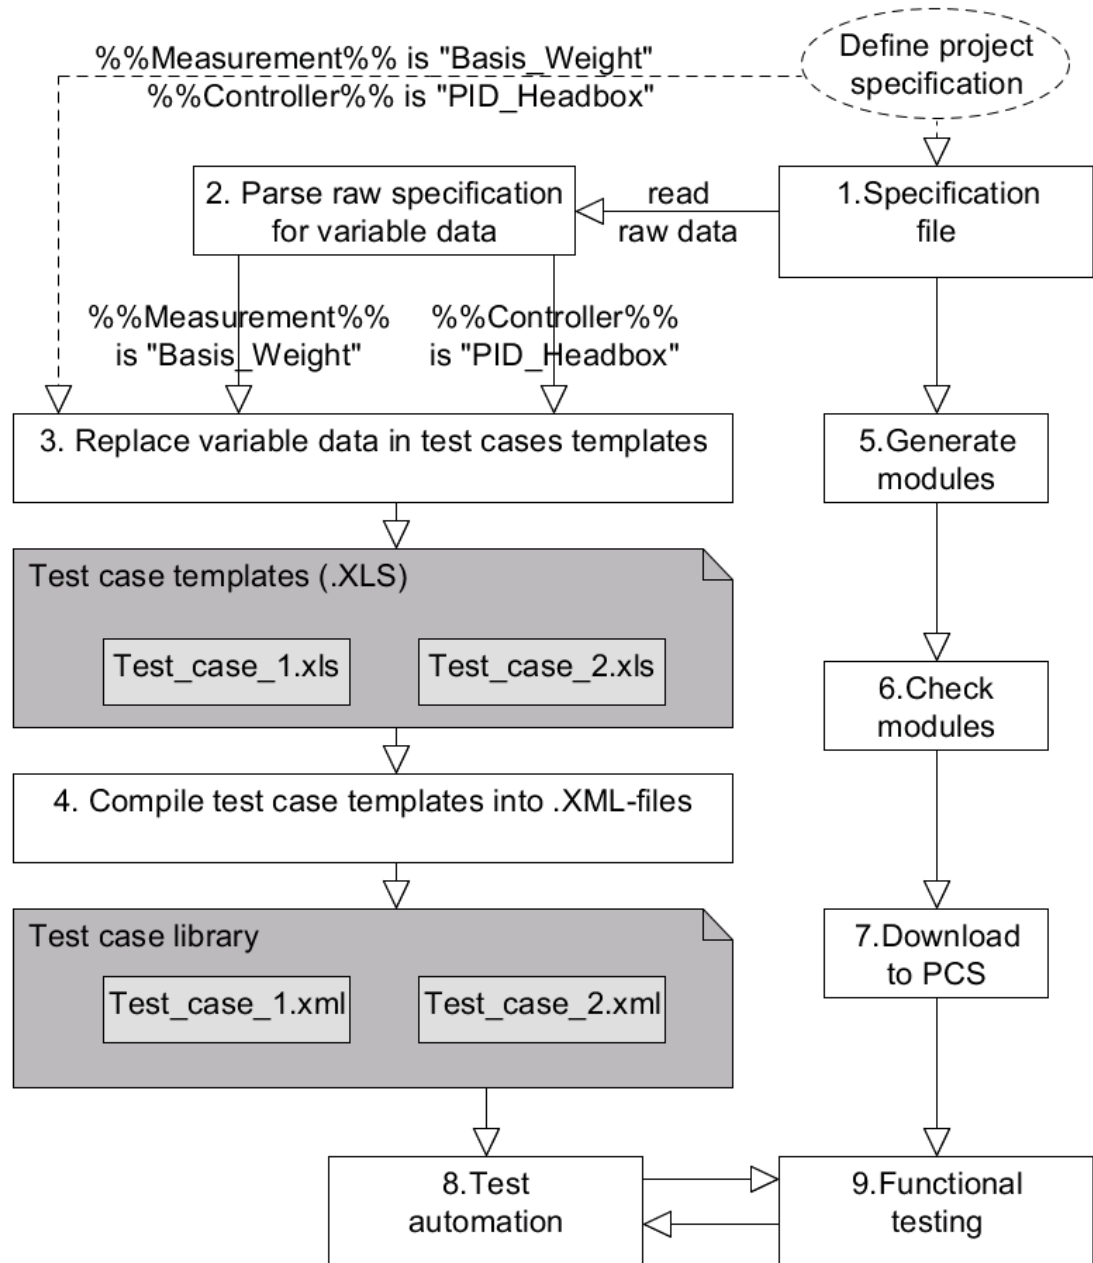 %%Measurement%% is "Basis_Weight"
%%Controller%% is "PID_Headbox"
Define project
specification
2. Parse raw specification
for variable data
read
raw data
1.Specification
file
%%Measurement%%
is "Basis_Weight"
%%Controller%%
is "PID_Headbox"
3. Replace variable data in test cases templates
5.Generate
modules
Test case templates (.XLS)
Test_case_1.xls
Test_case_2.xls
6.Check
modules
4. Compile test case templates into .XML-files
Test case library
Test_case_1.xml
Test_case_2.xml
7.Download
to PCS
8.Test
automation
9.Functional
testing